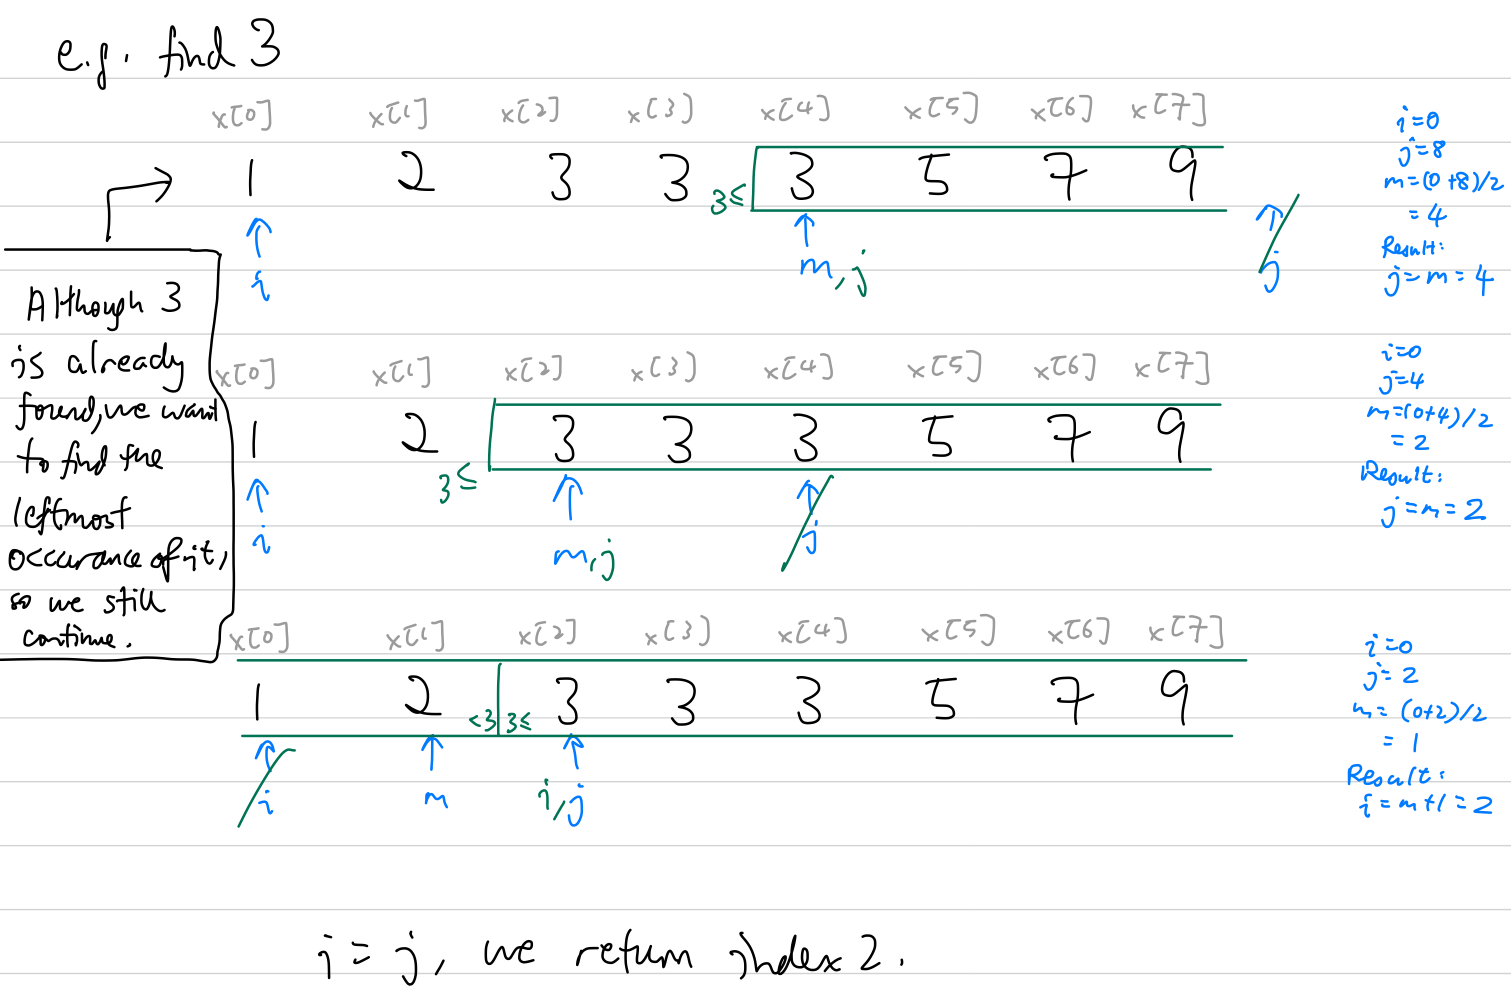 e.g. find 3
x[0] x[1] x[2] x[3] x[4] x[5] x[6] x[7]
1 2 3 3 3≤ 3 5 7 9
i m, j j
i=0
j=8
m=(0+8)/2
=4
Result:
j=m=4
Although 3
is already
found, we want
to find the
leftmost
occurance of it,
so we still
continue.
x[0] x[1] x[2] x[3] x[4] x[5] x[6] x[7]
1 2 3≤ 3 3 3 5 7 9
i m, j j
i=0
j=4
m=(0+4)/2
=2
Result:
j=m=2
x[0] x[1] x[2] x[3] x[4] x[5] x[6] x[7]
1 2 <3 3≤ 3 3 3 5 7 9
i m i, j
i=0
j=2
m=(0+2)/2
=1
Result:
i=m+1=2
i=j, we return index 2.